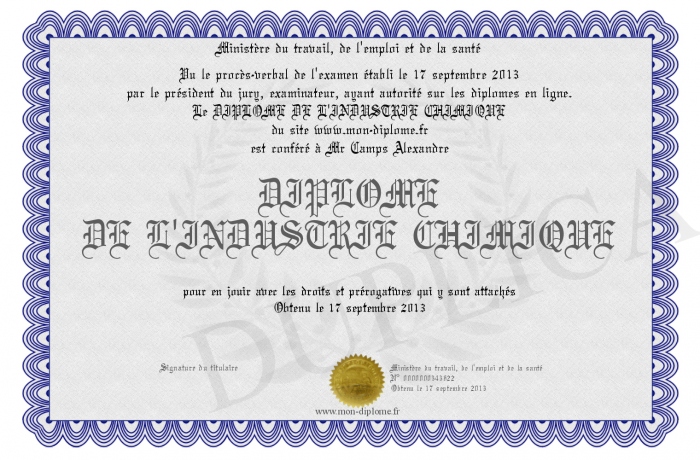 Ministère du travail, de l'emploi et de la santé
Vu le procès-verbal de l'examen établi le 17 septembre 2013
par le président du jury, examinateur, ayant autorité sur les diplomes en ligne.
Le DIPLOME DE L'INDUSTRIE CHIMIQUE
du site www.mon-diplome.fr
est conféré à Mr Camps Alexandre
DIPLOME
DE L'INDUSTRIE CHIMIQUE
DUPLICA
pour en jouir avec les droits et prérogatives qui y sont attachés
Obtenu le 17 septembre 2013
Signature du titulaire
Ministère du travail, de l'emploi et de la santé
N° 0000000343822
Obtenu le 17 septembre 2013
www.mon-diplome.fr